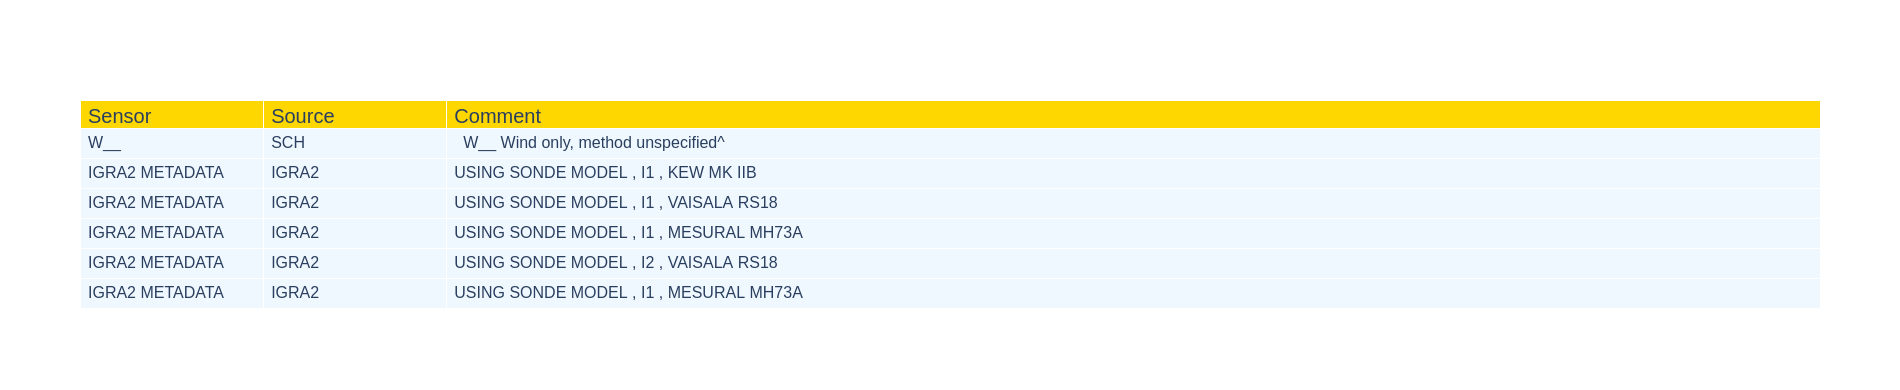 Sensor Source Comment
W__ SCH W__ Wind only, method unspecified^
IGRA2 METADATA IGRA2 USING SONDE MODEL , I1 , KEW MK IIB
IGRA2 METADATA IGRA2 USING SONDE MODEL , I1 , VAISALA RS18
IGRA2 METADATA IGRA2 USING SONDE MODEL , I1 , MESURAL MH73A
IGRA2 METADATA IGRA2 USING SONDE MODEL , I2 , VAISALA RS18
IGRA2 METADATA IGRA2 USING SONDE MODEL , I1 , MESURAL MH73A